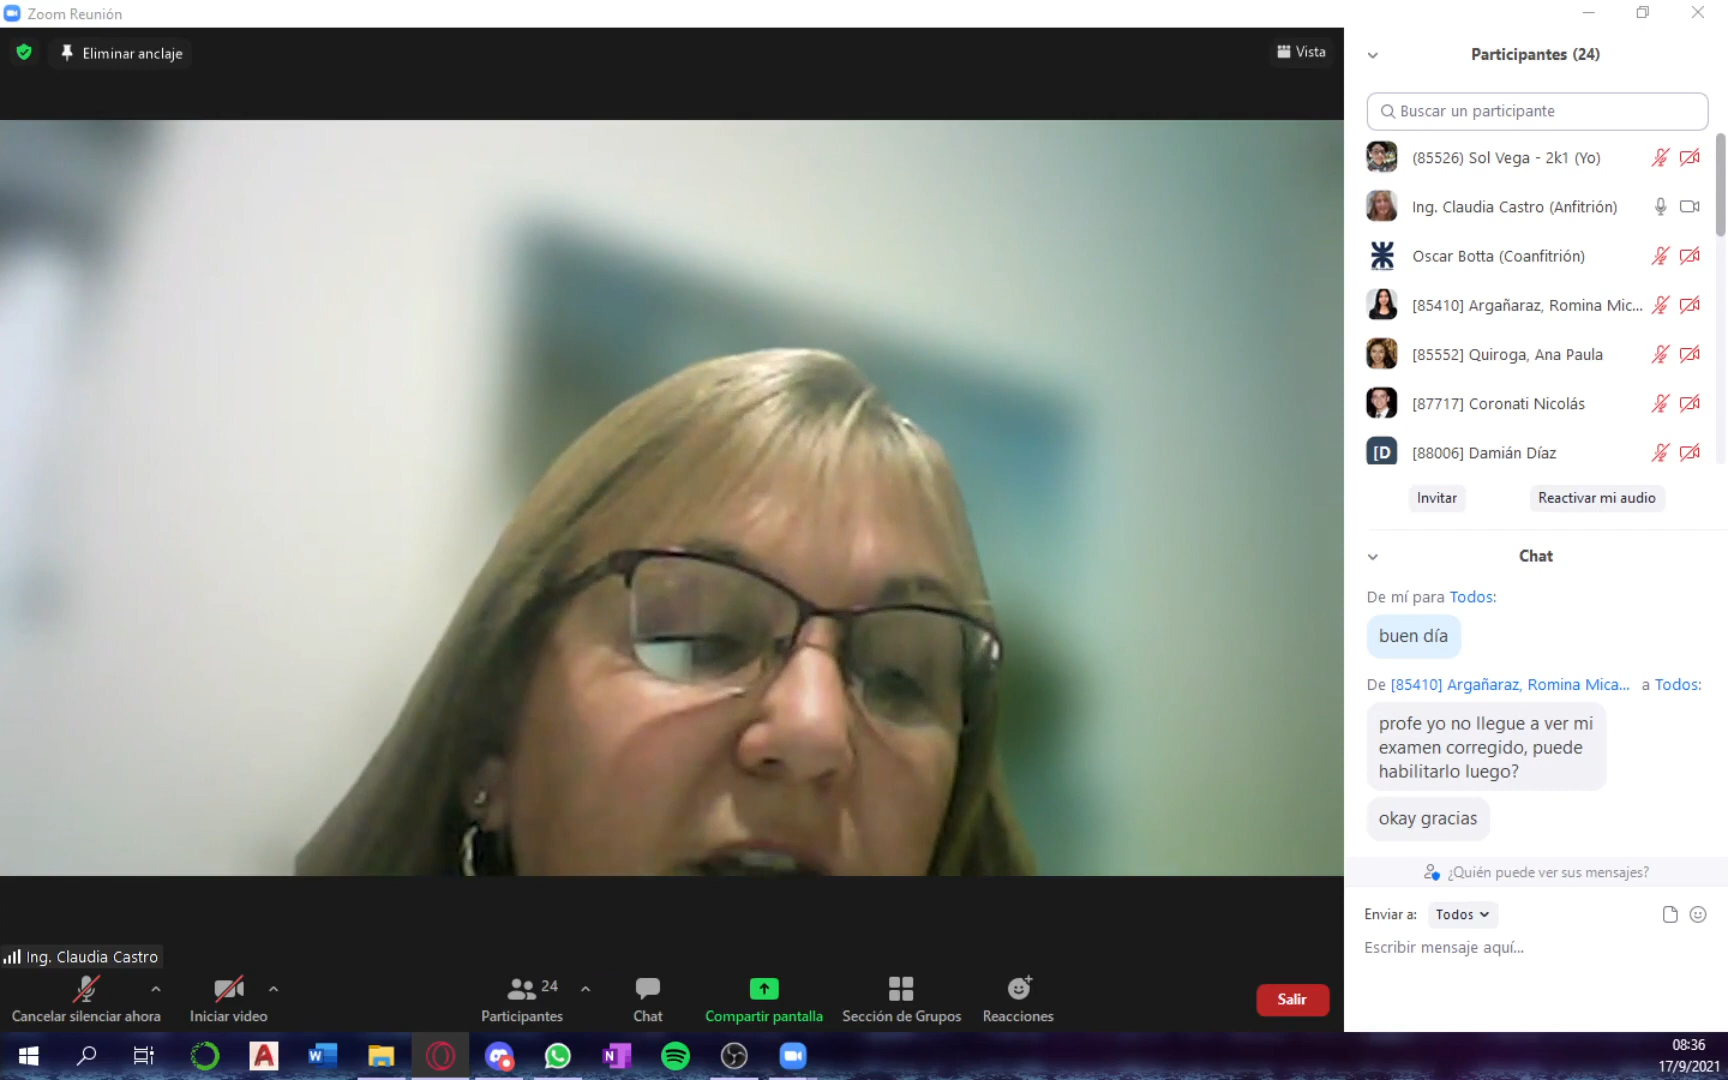 Zoom Reunión
Eliminar anclaje
Vista
Participantes (24)
Buscar un participante
(85526) Sol Vega - 2k1 (Yo)
Ing. Claudia Castro (Anfitrión)
Oscar Botta (Coanfitrión)
[85410] Argañaraz, Romina Mic...
[85552] Quiroga, Ana Paula
[87717] Coronati Nicolás
[D
[88006] Damián Díaz
Invitar
Reactivar mi audio
Chat
De mí para Todos:
buen día
De [85410] Argañaraz, Romina Mica... a Todos:
profe yo no llegue a ver mi
examen corregido, puede
habilitarlo luego?
okay gracias
¿Quién puede ver sus mensajes?
Enviar a: Todos
Escribir mensaje aquí...
Ing. Claudia Castro
Cancelar silenciar ahora
Iniciar video
24
Participantes
Chat
Compartir pantalla
Sección de Grupos
Reacciones
Salir
08:36
17/9/2021